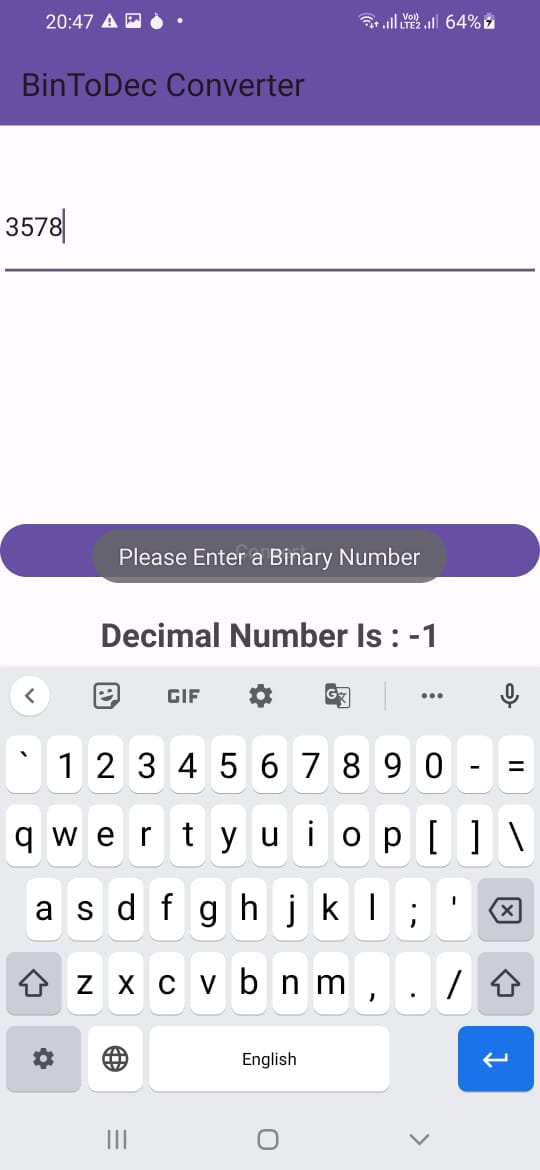 20:47 Vo)) LTE2 64%
BinToDec Converter
3578
Please Enter a Binary Number
Decimal Number Is : -1
GIF G
` 1 2 3 4 5 6 7 8 9 0 - =
q w e r t y u i o p [ ] \
a s d f g h j k l ; '
z x c v b n m , . /
English